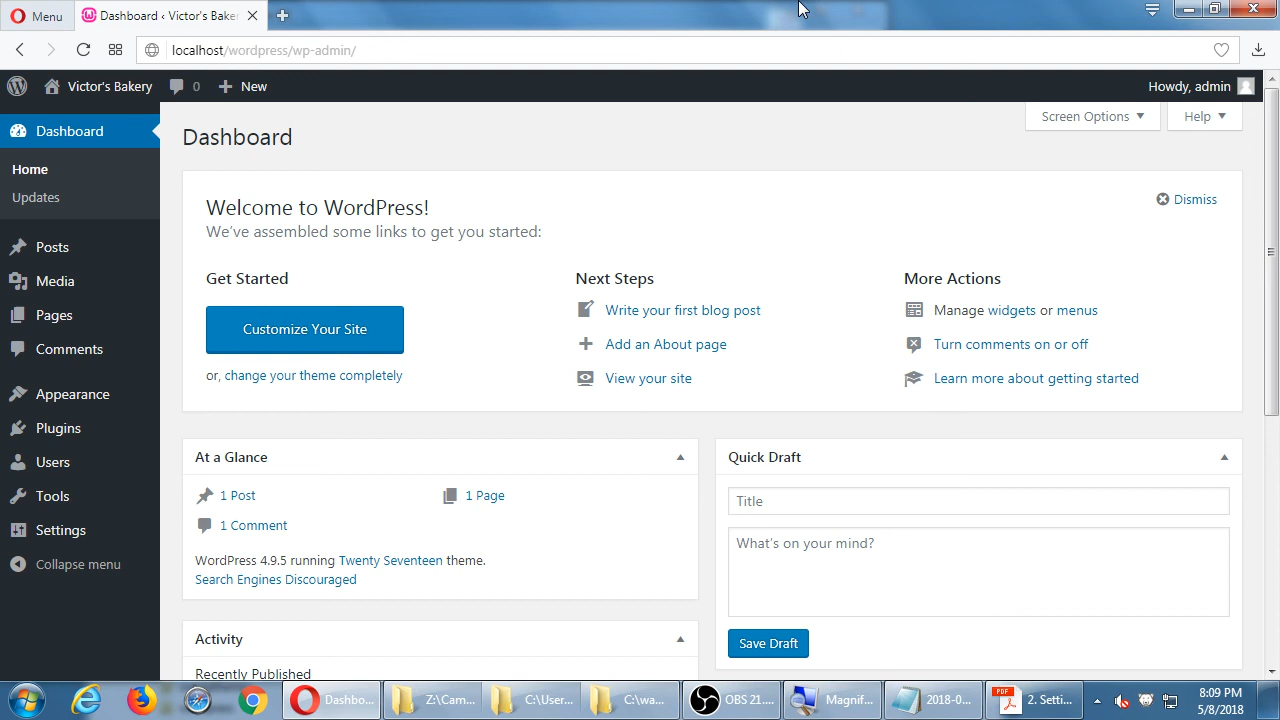 Menu
Dashboard ‹ Victor's Bakery
localhost/wordpress/wp-admin/
Victor's Bakery
0
New
Howdy, admin
Dashboard
Home
Updates
Posts
Media
Pages
Comments
Appearance
Plugins
Users
Tools
Settings
Collapse menu
Screen Options
Help
Dashboard
Welcome to WordPress!
We've assembled some links to get you started:
Dismiss
Get Started
Customize Your Site
or, change your theme completely
Next Steps
Write your first blog post
Add an About page
View your site
More Actions
Manage widgets or menus
Turn comments on or off
Learn more about getting started
At a Glance
1 Post
1 Page
1 Comment
WordPress 4.9.5 running Twenty Seventeen theme.
Search Engines Discouraged
Activity
Recently Published
Quick Draft
Title
What's on your mind?
Save Draft
Dashbo...
Z:\Cam...
C:\User...
C:\wa...
OBS 21....
Magnif...
2018-0...
PDF
2. Setti...
8:09 PM
5/8/2018